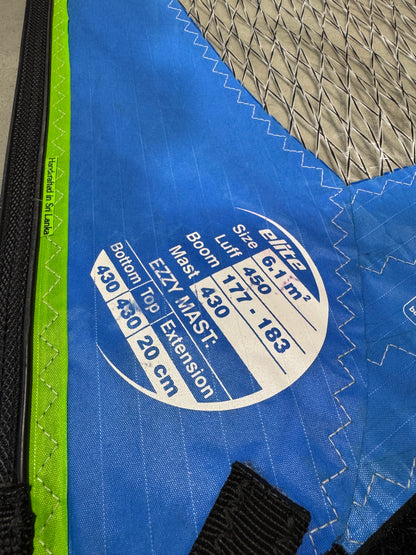 Handcrafted in Sri Lanka
elite
Size 6.1 m²
Luff 450
Boom 177 - 183
Mast 430
EZZY MAST:
Bottom Top Extension
430 430 20 cm